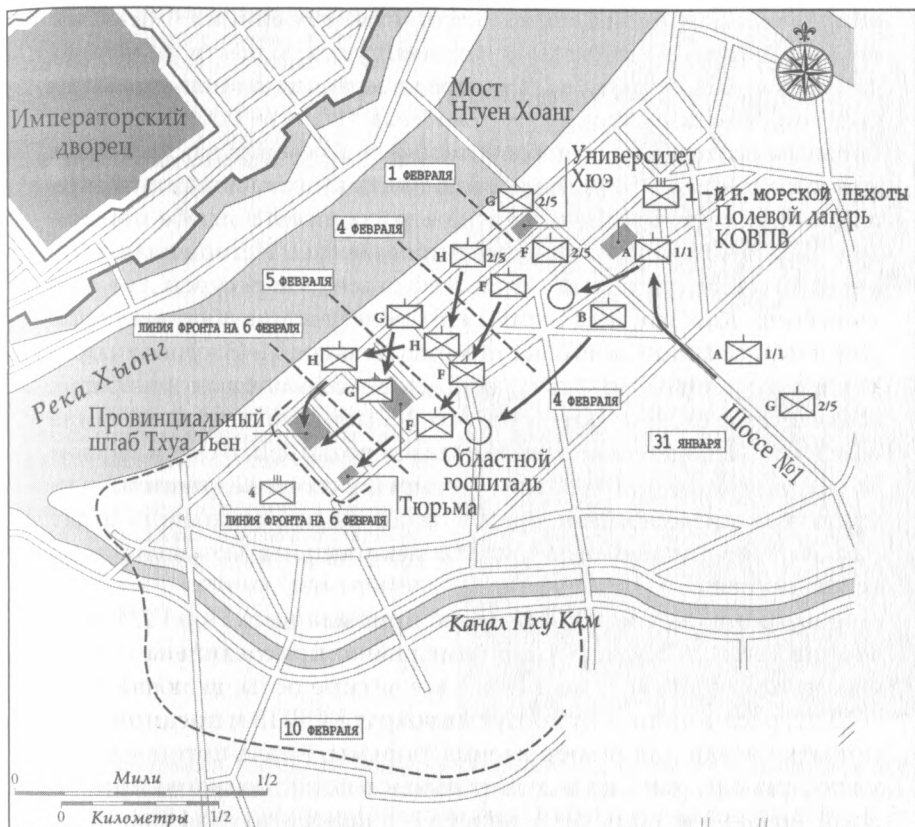 Императорский
дворец
Мост
Нгуен Хоанг
Университет
Хюэ
1 ФЕВРАЛЯ
III
1-й п. морской пехоты
Полевой лагерь
КОВПВ
G 2/5
4 ФЕВРАЛЯ
H 2/5
F 2/5
A 1/1
5 ФЕВРАЛЯ
F
G
B
ЛИНИЯ ФРОНТА НА 6 ФЕВРАЛЯ
H
H
A 1/1
Река Хыонг
F
G
4 ФЕВРАЛЯ
G 2/5
Провинциальный
штаб Тхуа Тьен
F
31 ЯНВАРЯ
Шоссе №1
Областной
госпиталь
III
4
Тюрьма
ЛИНИЯ ФРОНТА НА 6 ФЕВРАЛЯ
Канал Пху Кам
10 ФЕВРАЛЯ
0 Мили 1/2
0 Километры 1/2